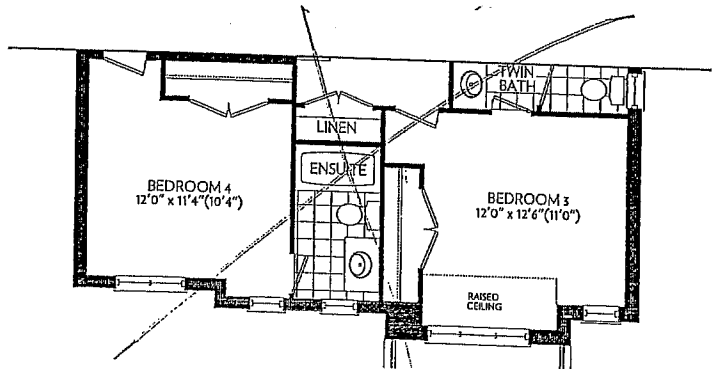 TWIN
BATH
LINEN
ENSUITE
BEDROOM 4
12'0" x 11'4"(10'4")
BEDROOM 3
12'0" x 12'6"(11'0")
RAISED
CEILING